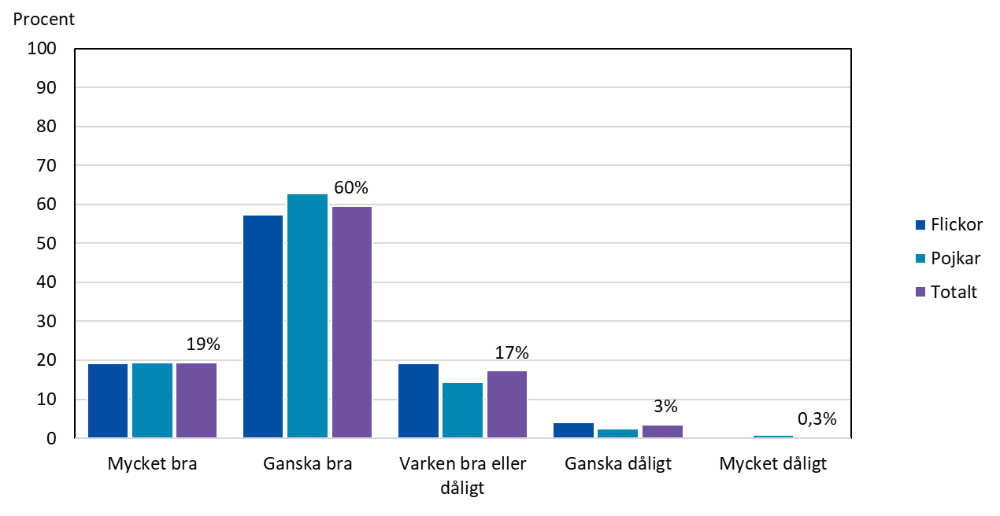 Procent
100
90
80
70
60
50
40
30
20
10
0
19%
60%
17%
3%
0,3%
Mycket bra
Ganska bra
Varken bra eller
dåligt
Ganska dåligt
Mycket dåligt
Flickor
Pojkar
Totalt